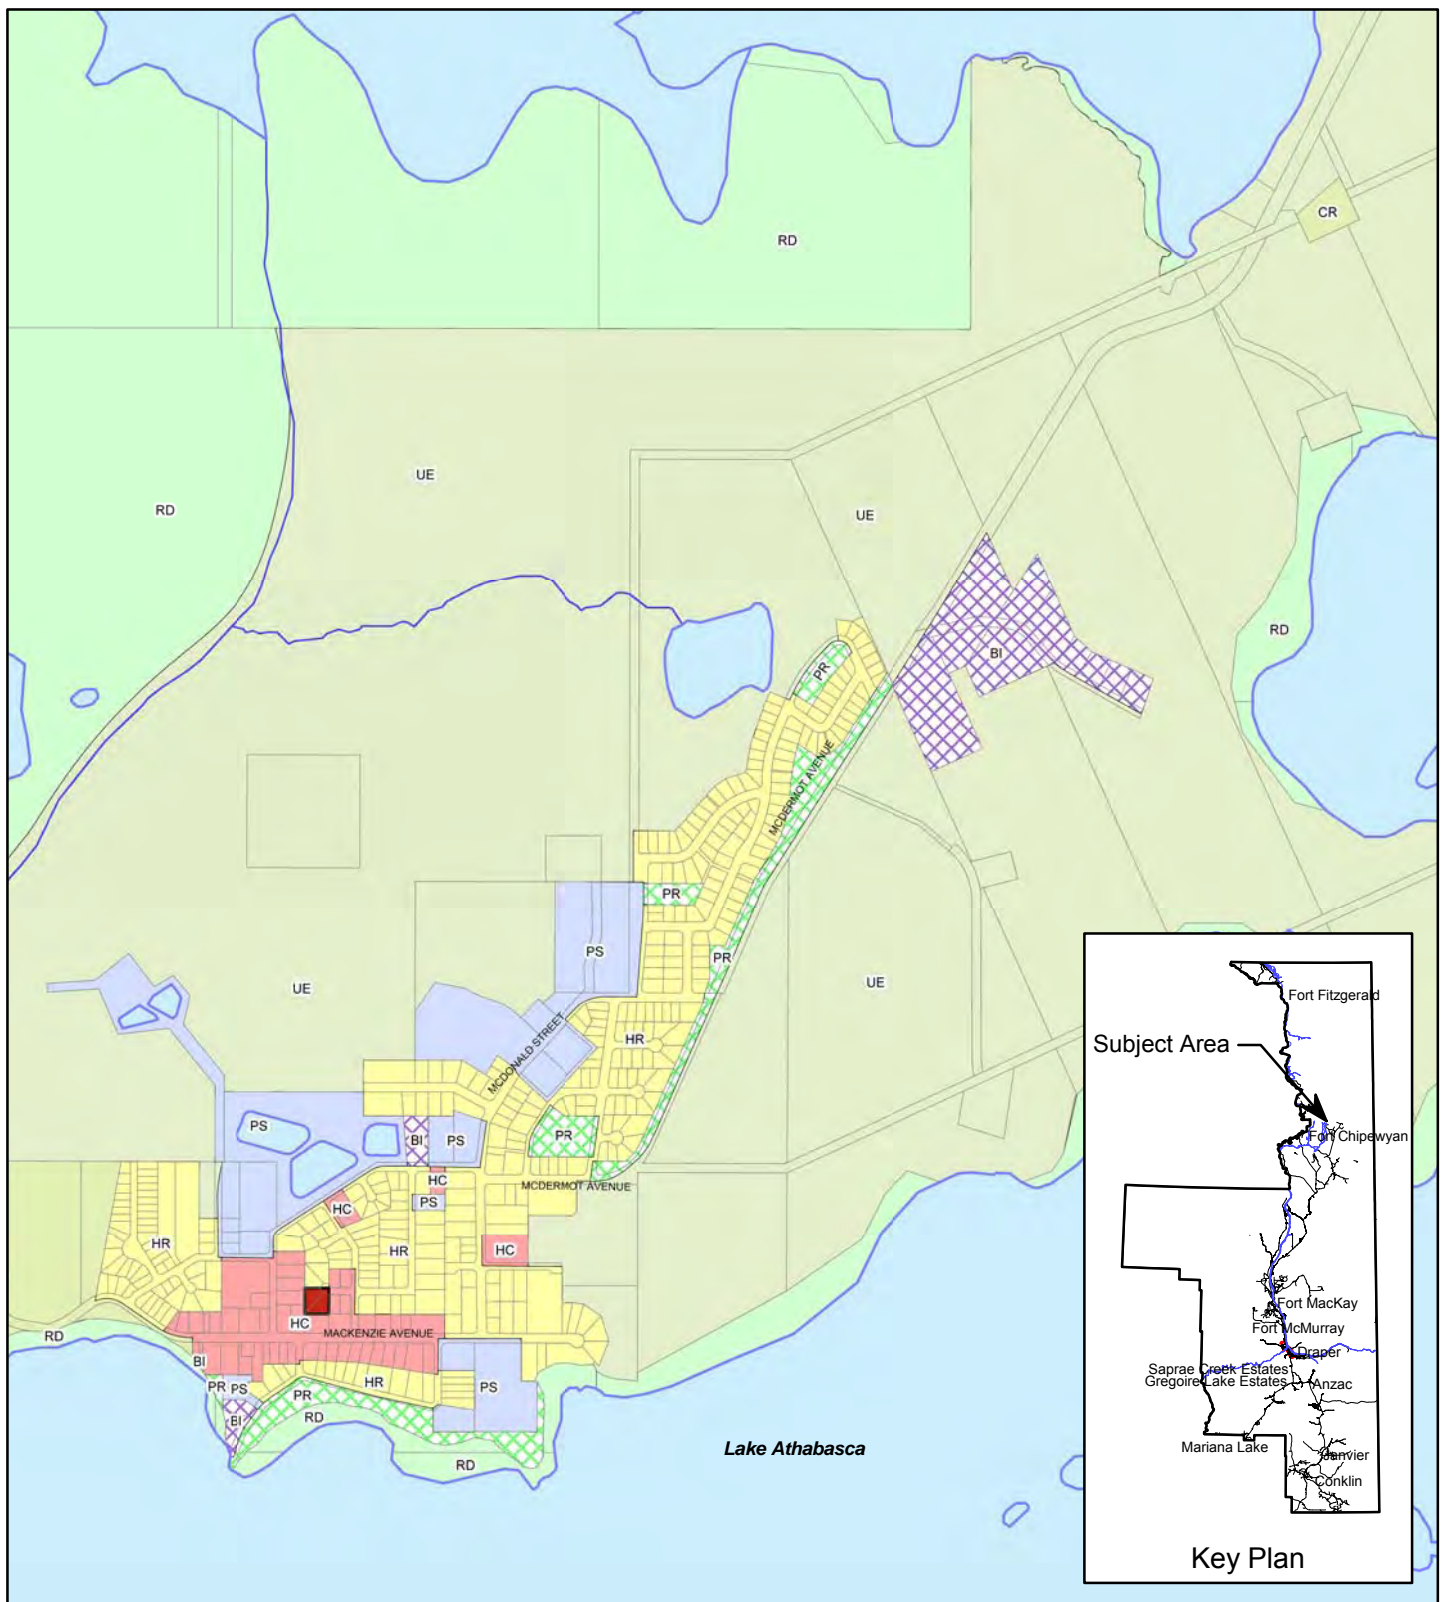 CR
RD
UE
RD
UE
RD
BI
PR
MCDERMOT AVENUE
PR
PS
PR
UE
UE
HR
MCDONALD STREET
PS
BI
PS
PR
HC
MCDERMOT AVENUE
PS
HC
HR
HR
HC
HC
MACKENZIE AVENUE
RD
BI
PR
PS
HR
PS
PR
BI
RD
RD
Lake Athabasca
Fort Fitzgerald
Subject Area
Fort Chipewyan
Fort MacKay
Fort McMurray
Draper
Saprae Creek Estates
Gregoire Lake Estates
Anzac
Mariana Lake
Janvier
Conklin
Key Plan